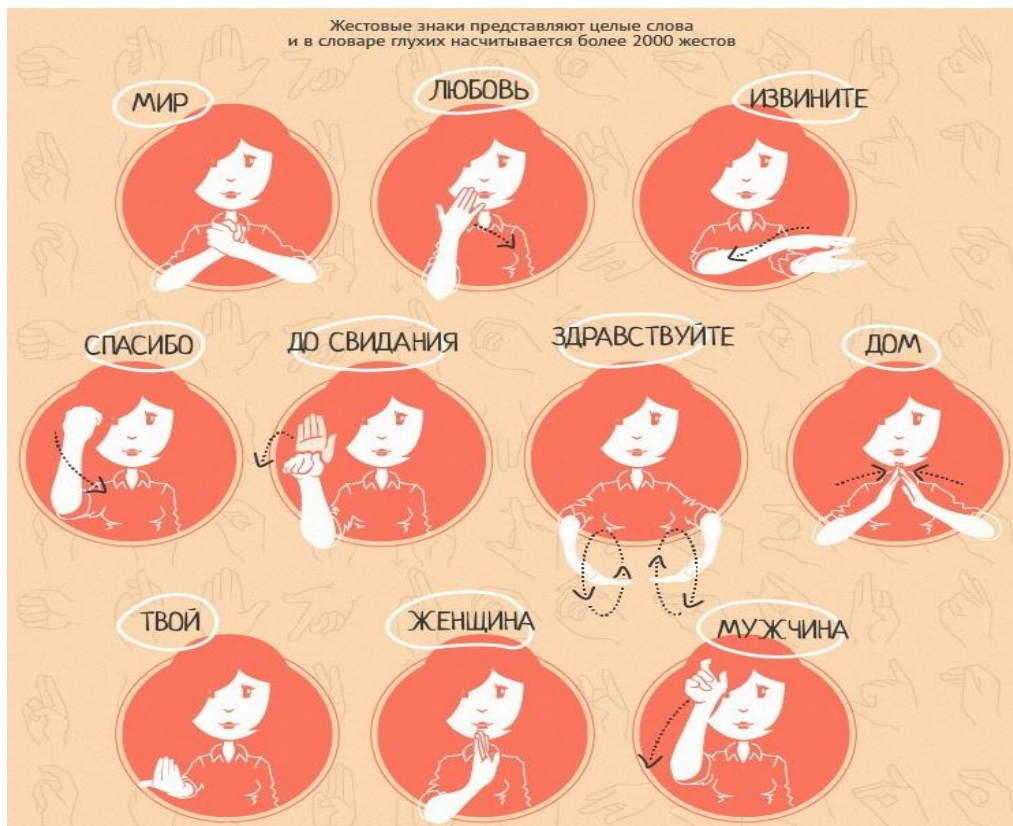 Жестовые знаки представляют целые слова
и в словаре глухих насчитывается более 2000 жестов
МИР
ЛЮБОВЬ
ИЗВИНИТЕ
СПАСИБО
ДО СВИДАНИЯ
ЗДРАВСТВУЙТЕ
ДОМ
ТВОЙ
ЖЕНЩИНА
МУЖЧИНА